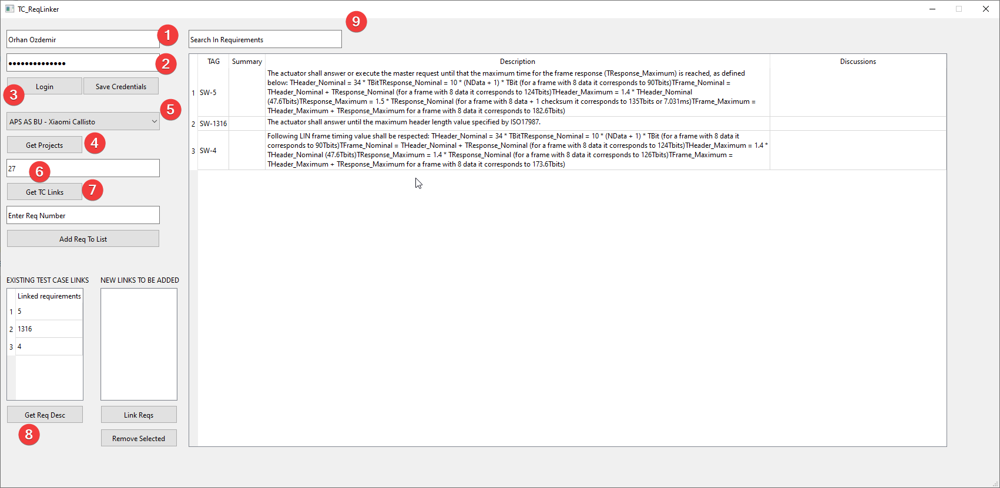 TC_ReqLinker
1
9
Orhan Ozdemir
Search In Requirements
••••••••••••••
2
Login
Save Credentials
3
5
APS AS BU - Xiaomi Callisto
Get Projects
4
27
6
Get TC Links
7
Enter Req Number
Add Req To List
EXISTING TEST CASE LINKS
NEW LINKS TO BE ADDED
Linked requirements
1 5
2 1316
3 4
Get Req Desc
Link Reqs
8
Remove Selected
TAG Summary Description Discussions
The actuator shall answer or execute the master request until that the maximum time for the frame response (TResponse_Maximum) is reached, as defined
below: THeader_Nominal = 34 * TBitTResponse_Nominal = 10 * (NData + 1) * TBit (for a frame with 8 data it corresponds to 90Tbits)TFrame_Nominal =
1 SW-5 THeader_Nominal + TResponse_Nominal (for a frame with 8 data it corresponds to 124Tbits)THeader_Maximum = 1.4 * THeader_Nominal
(47.6Tbits)TResponse_Maximum = 1.5 * TResponse_Nominal (for a frame with 8 data + 1 checksum it corresponds to 135Tbits or 7.031ms)TFrame_Maximum =
THeader_Maximum + TResponse_Maximum for a frame with 8 data it corresponds to 182.6Tbits)
2 SW-1316 The actuator shall answer until the maximum header length value specified by ISO17987.
Following LIN frame timing value shall be respected: THeader_Nominal = 34 * TBitTResponse_Nominal = 10 * (NData + 1) * TBit (for a frame with 8 data it
corresponds to 90Tbits)TFrame_Nominal = THeader_Nominal + TResponse_Nominal (for a frame with 8 data it corresponds to 124Tbits)THeader_Maximum = 1.4 *
3 SW-4 THeader_Nominal (47.6Tbits)TResponse_Maximum = 1.4 * TResponse_Nominal (for a frame with 8 data it corresponds to 126Tbits)TFrame_Maximum =
THeader_Maximum + TResponse_Maximum for a frame with 8 data it corresponds to 173.6Tbits)